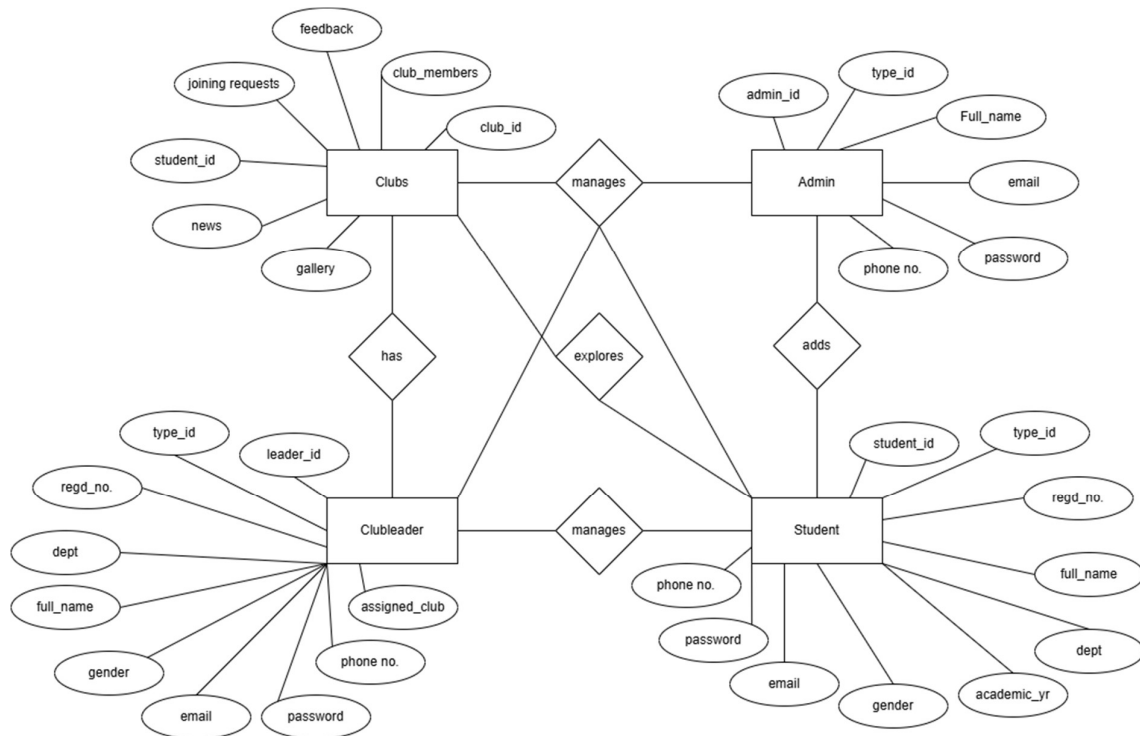 feedback
club_members
type_id
joining requests
admin_id
Full_name
club_id
student_id
Clubs
manages
Admin
email
news
gallery
phone no.
password
has
explores
adds
type_id
leader_id
student_id
type_id
regd_no.
regd_no.
Clubleader
manages
Student
dept
full_name
phone no.
full_name
assigned_club
password
dept
gender
phone no.
email
academic_yr
email
password
gender